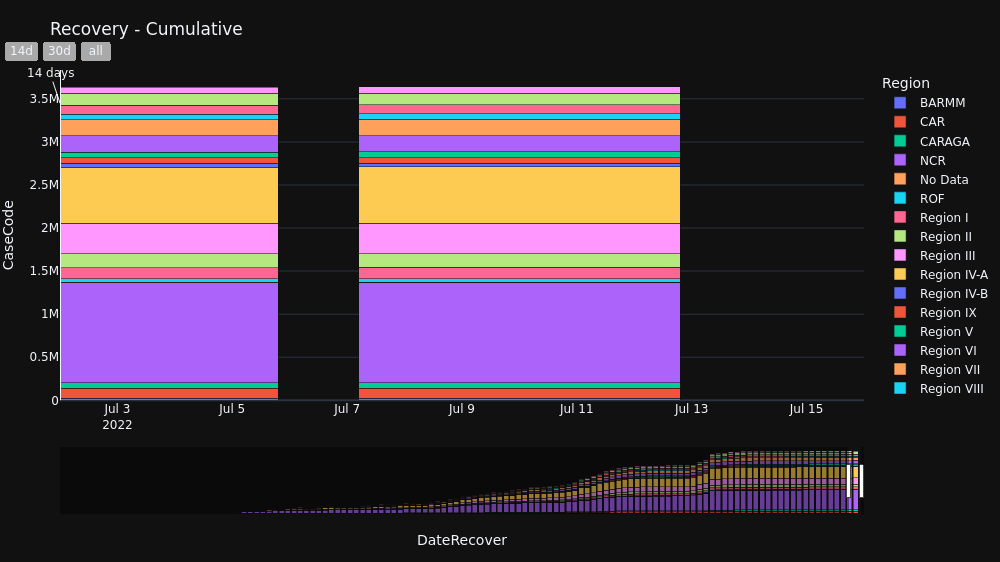 Recovery - Cumulative
14d 30d all
14 days
3.5M
3M
2.5M
2M
1.5M
1M
0.5M
0
CaseCode
Jul 3 Jul 5 Jul 7 Jul 9 Jul 11 Jul 13 Jul 15
2022
DateRecover
Region
BARMM
CAR
CARAGA
NCR
No Data
ROF
Region I
Region II
Region III
Region IV-A
Region IV-B
Region IX
Region V
Region VI
Region VII
Region VIII